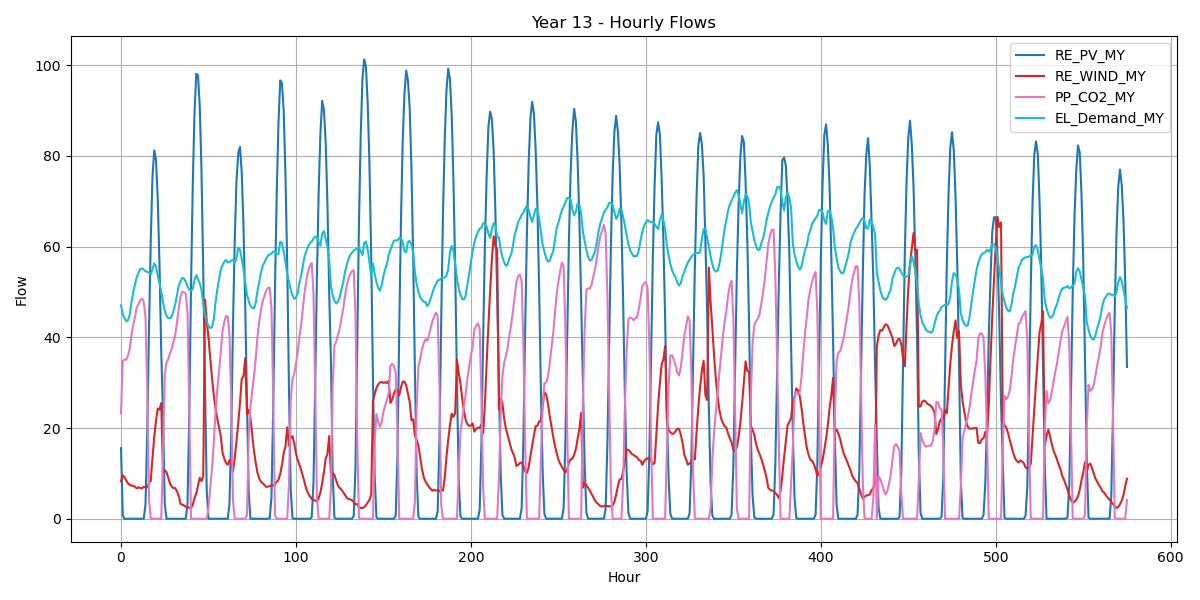 Year 13 - Hourly Flows
RE_PV_MY
RE_WIND_MY
PP_CO2_MY
EL_Demand_MY
Flow
100
80
60
40
20
0
0 100 200 300 400 500 600
Hour